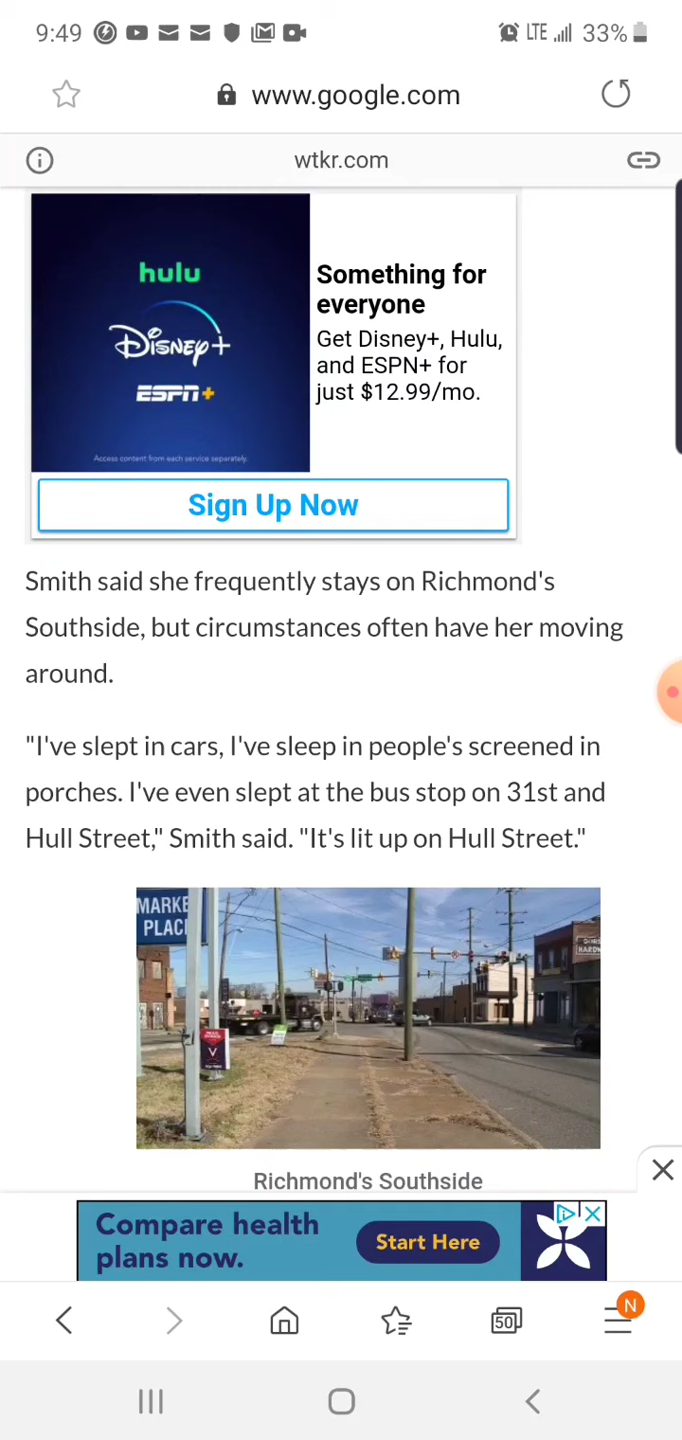 9:49
LTE 33%
www.google.com
wtkr.com
hulu
Disney+
ESPN+
Access content from each service separately.
Something for
everyone
Get Disney+, Hulu,
and ESPN+ for
just $12.99/mo.
Sign Up Now
Smith said she frequently stays on Richmond's
Southside, but circumstances often have her moving
around.
"I've slept in cars, I've sleep in people's screened in
porches. I've even slept at the bus stop on 31st and
Hull Street," Smith said. "It's lit up on Hull Street."
MARKE
PLAC
HARDW
Richmond's Southside
Compare health
plans now.
Start Here
50
N